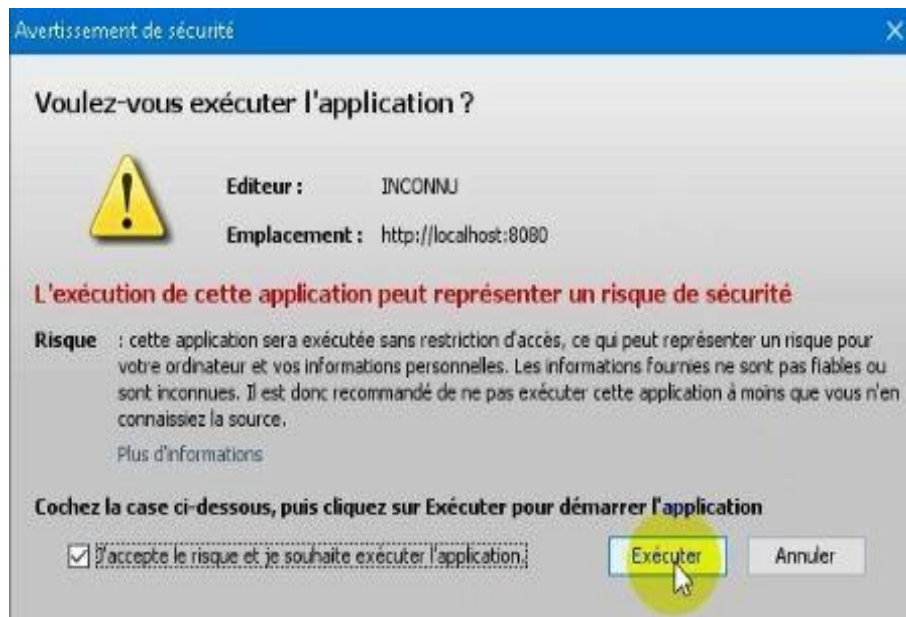 Avertissement de sécurité
Voulez-vous exécuter l'application ?
Editeur : INCONNU
Emplacement : http://localhost:8080
L'exécution de cette application peut représenter un risque de sécurité
Risque : cette application sera exécutée sans restriction d'accès, ce qui peut représenter un risque pour
votre ordinateur et vos informations personnelles. Les informations fournies ne sont pas fiables ou
sont inconnues. Il est donc recommandé de ne pas exécuter cette application à moins que vous n'en
connaissiez la source.
Plus d'informations
Cochez la case ci-dessous, puis cliquez sur Exécuter pour démarrer l'application
J'accepte le risque et je souhaite exécuter l'application. Exécuter Annuler